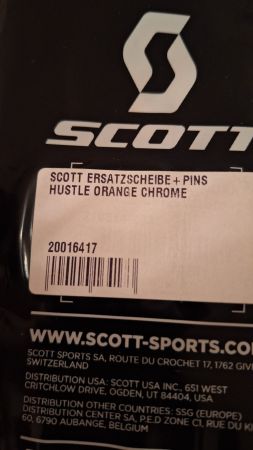 SCOTT
SCOTT ERSATZSCHEIBE + PINS
HUSTLE ORANGE CHROME
20016417
WWW.SCOTT-SPORTS.CO
SCOTT SPORTS SA, ROUTE DU CROCHET 17, 1762 GIV
SWITZERLAND
DISTRIBUTION USA: SCOTT USA INC., 651 WEST
CRITCHLOW DRIVE, OGDEN, UT 84404, USA
DISTRIBUTION OTHER COUNTRIES: SSG (EUROPE)
DISTRIBUTION CENTER SA, P.E.D ZONE C1, RUE DU KI
60, 6790 AUBANGE, BELGIUM